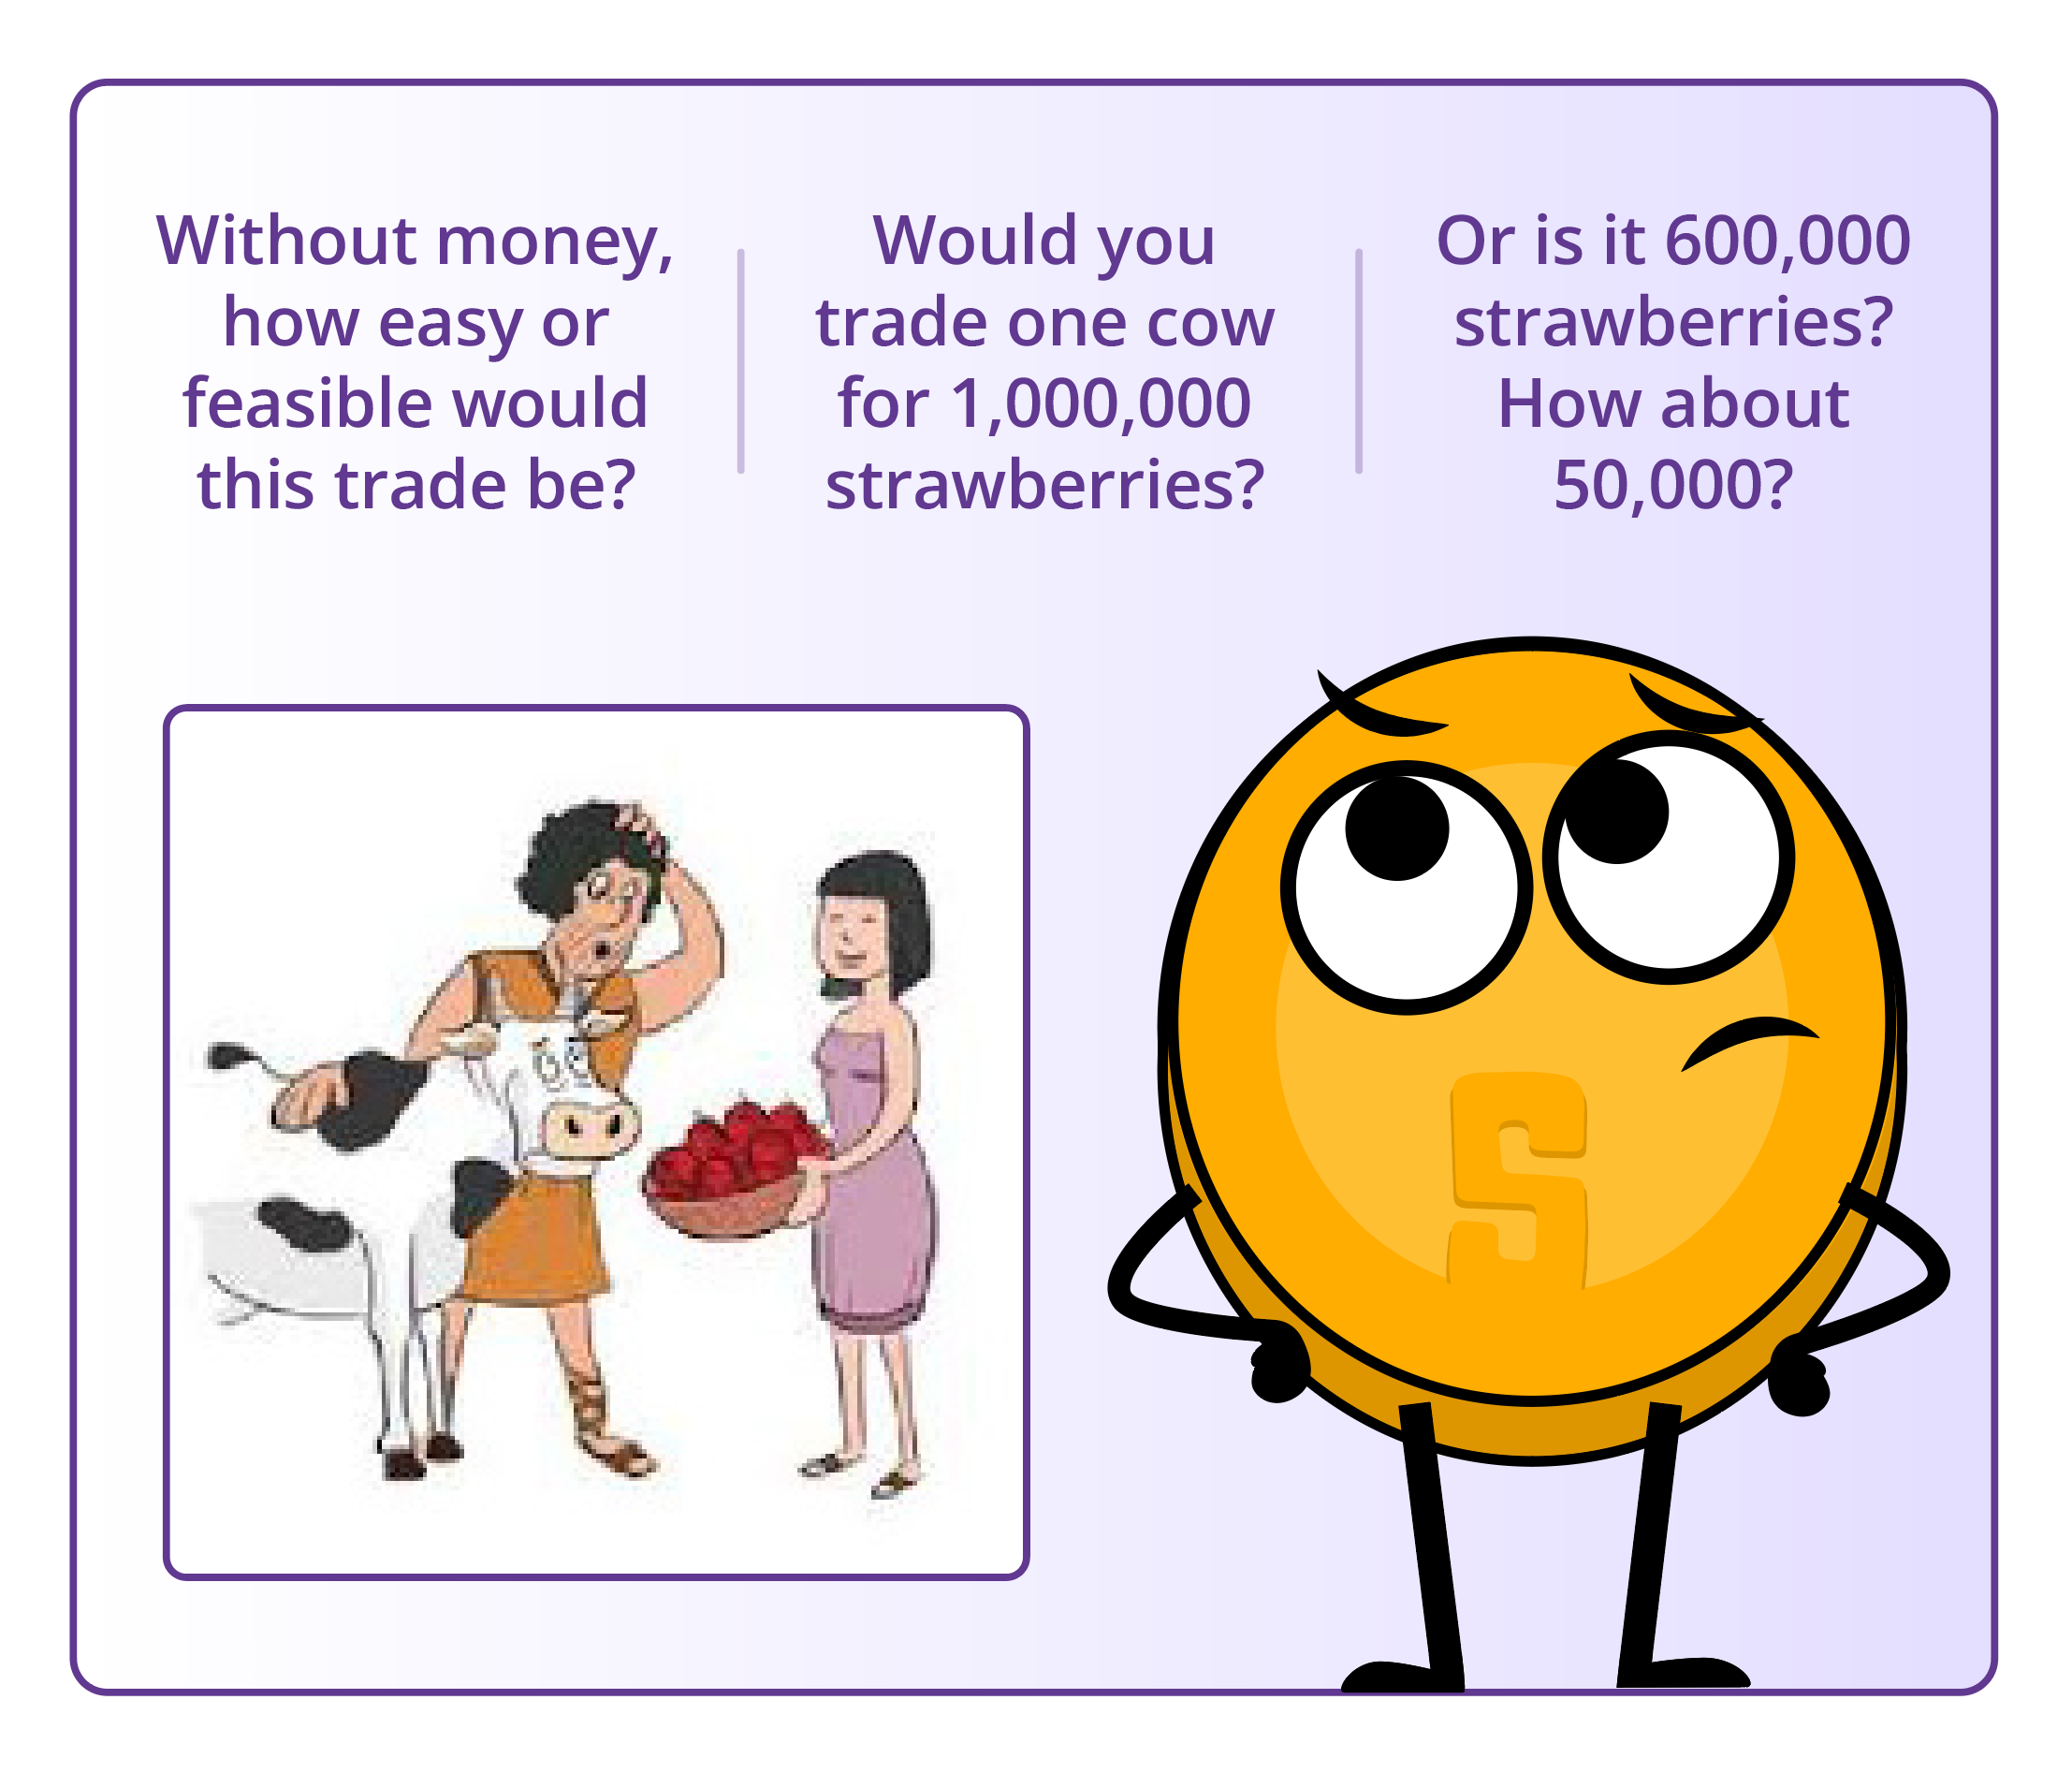 Without money,
how easy or
feasible would
this trade be?
Would you
trade one cow
for 1,000,000
strawberries?
Or is it 600,000
strawberries?
How about
50,000?
S